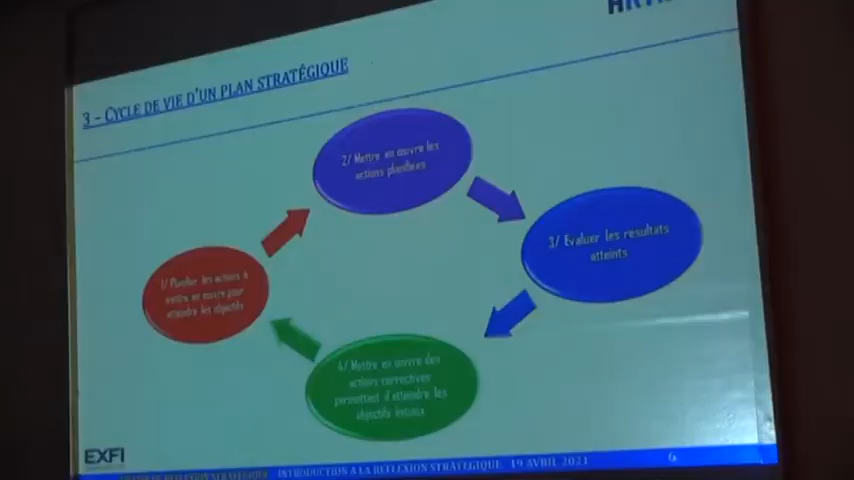 3 – CYCLE DE VIE D'UN PLAN STRATÉGIQUE
2/ Mettre en œuvre les
actions planifiées
3/ Evaluer les résultats
atteints
1/ Planifier les actions à
mettre en œuvre pour
atteindre les objectifs
4/ Mettre en œuvre des
actions correctives
permettant d'atteindre les
objectifs initiaux
EXFI
INTRODUCTION A LA REFLEXION STRATÉGIQUE 19 AVRIL 2021
6